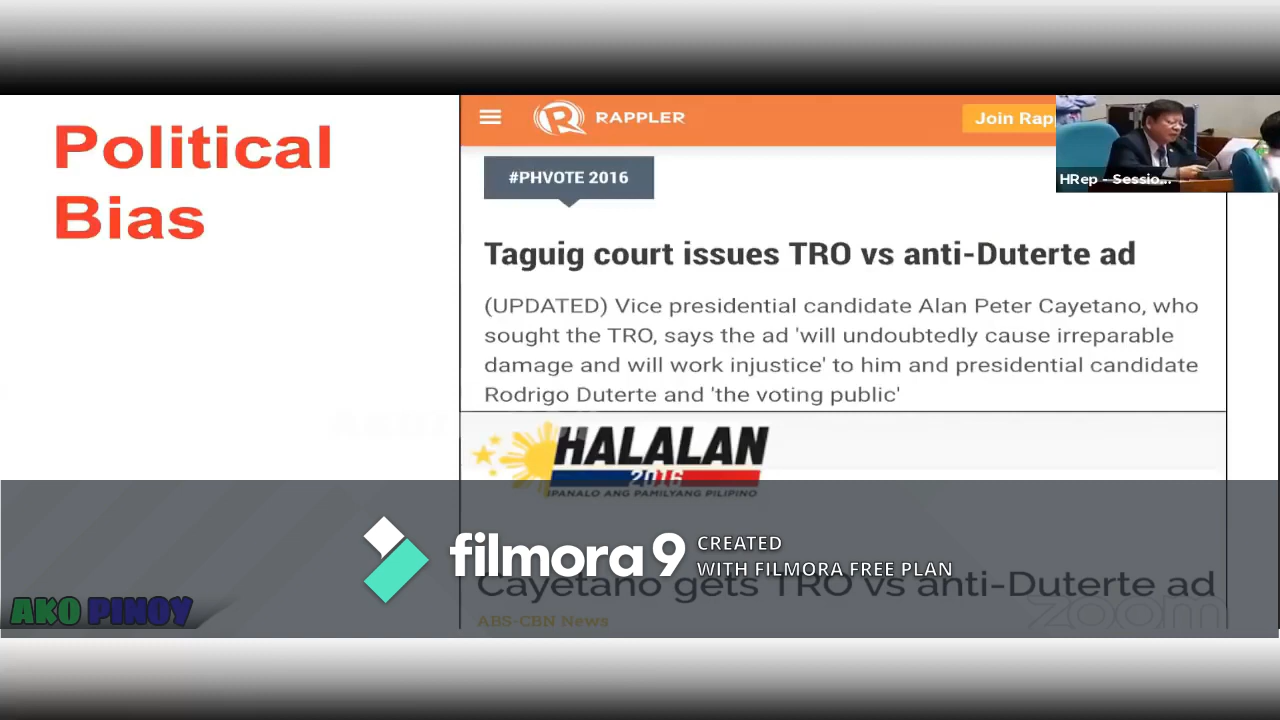 Political
Bias
RAPPLER
Join Rap
HRep - Sessio...
#PHVOTE 2016
Taguig court issues TRO vs anti-Duterte ad
(UPDATED) Vice presidential candidate Alan Peter Cayetano, who
sought the TRO, says the ad 'will undoubtedly cause irreparable
damage and will work injustice' to him and presidential candidate
Rodrigo Duterte and 'the voting public'
HALALAN
2016
IPANALO ANG PAMILYANG PILIPINO
filmora9
CREATED
WITH FILMORA FREE PLAN
Cayetano gets TRO vs anti-Duterte ad
ABS-CBN News
AKO PINOY
zoom